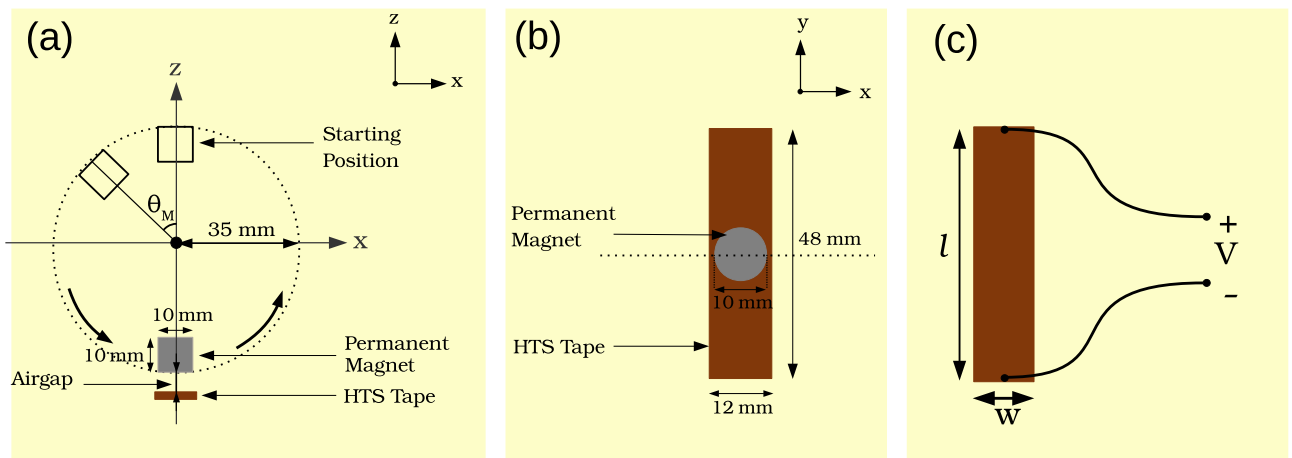 (a)
z
x
z
Starting
Position
θM
35 mm
x
10 mm
10 mm
Permanent
Magnet
Airgap
HTS Tape
(b)
y
x
Permanent
Magnet
48 mm
10 mm
HTS Tape
12 mm
(c)
l
+
V
-
w